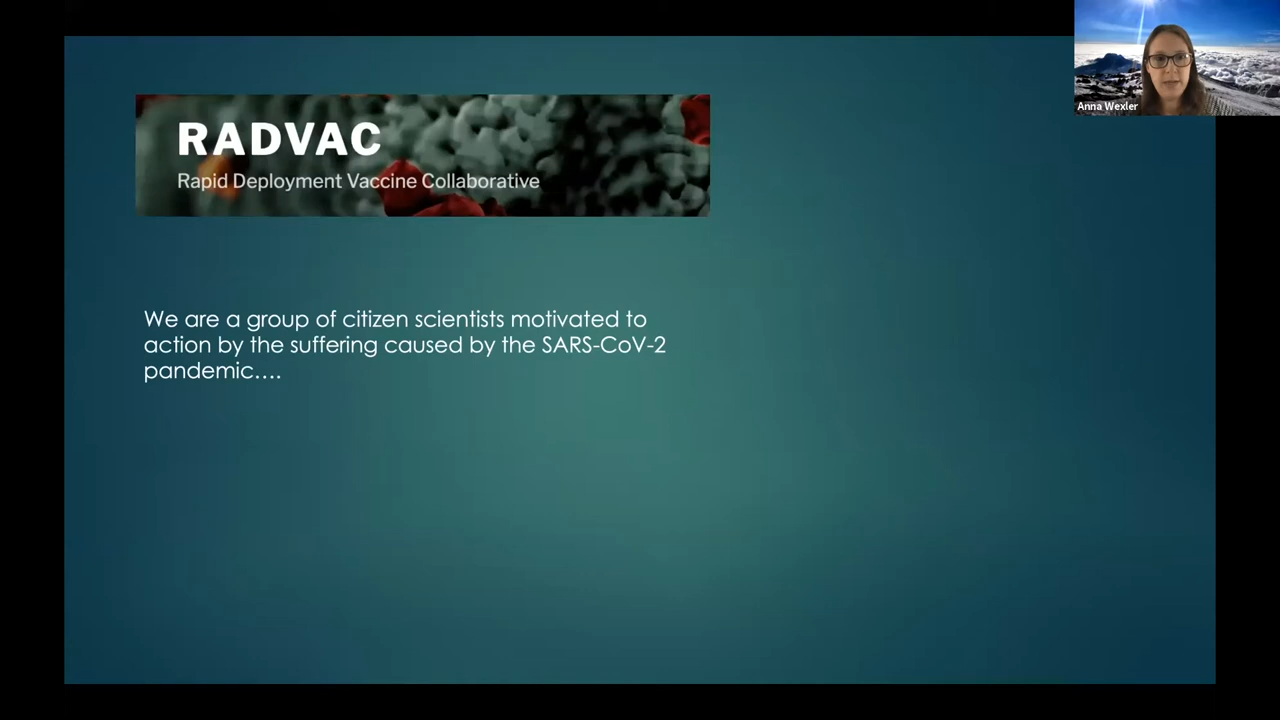 RADVAC
Rapid Deployment Vaccine Collaborative
Anna Wexler
We are a group of citizen scientists motivated to
action by the suffering caused by the SARS-CoV-2
pandemic….